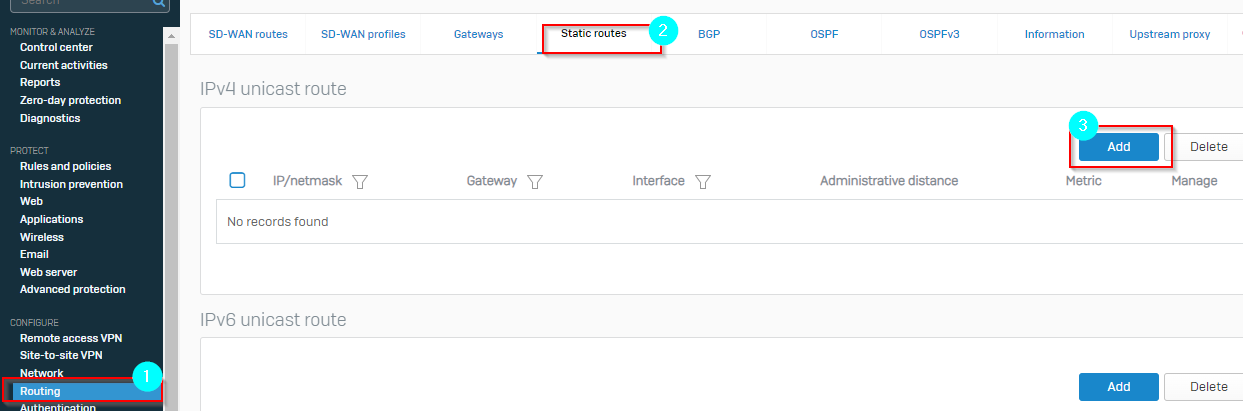 Search
MONITOR & ANALYZE
Control center
Current activities
Reports
Zero-day protection
Diagnostics
PROTECT
Rules and policies
Intrusion prevention
Web
Applications
Wireless
Email
Web server
Advanced protection
CONFIGURE
Remote access VPN
Site-to-site VPN
Network
Routing
1
Authentication
SD-WAN routes SD-WAN profiles Gateways Static routes 2 BGP OSPF OSPFv3 Information Upstream proxy
IPv4 unicast route
3
Add Delete
IP/netmask Gateway Interface Administrative distance Metric Manage
No records found
IPv6 unicast route
Add Delete